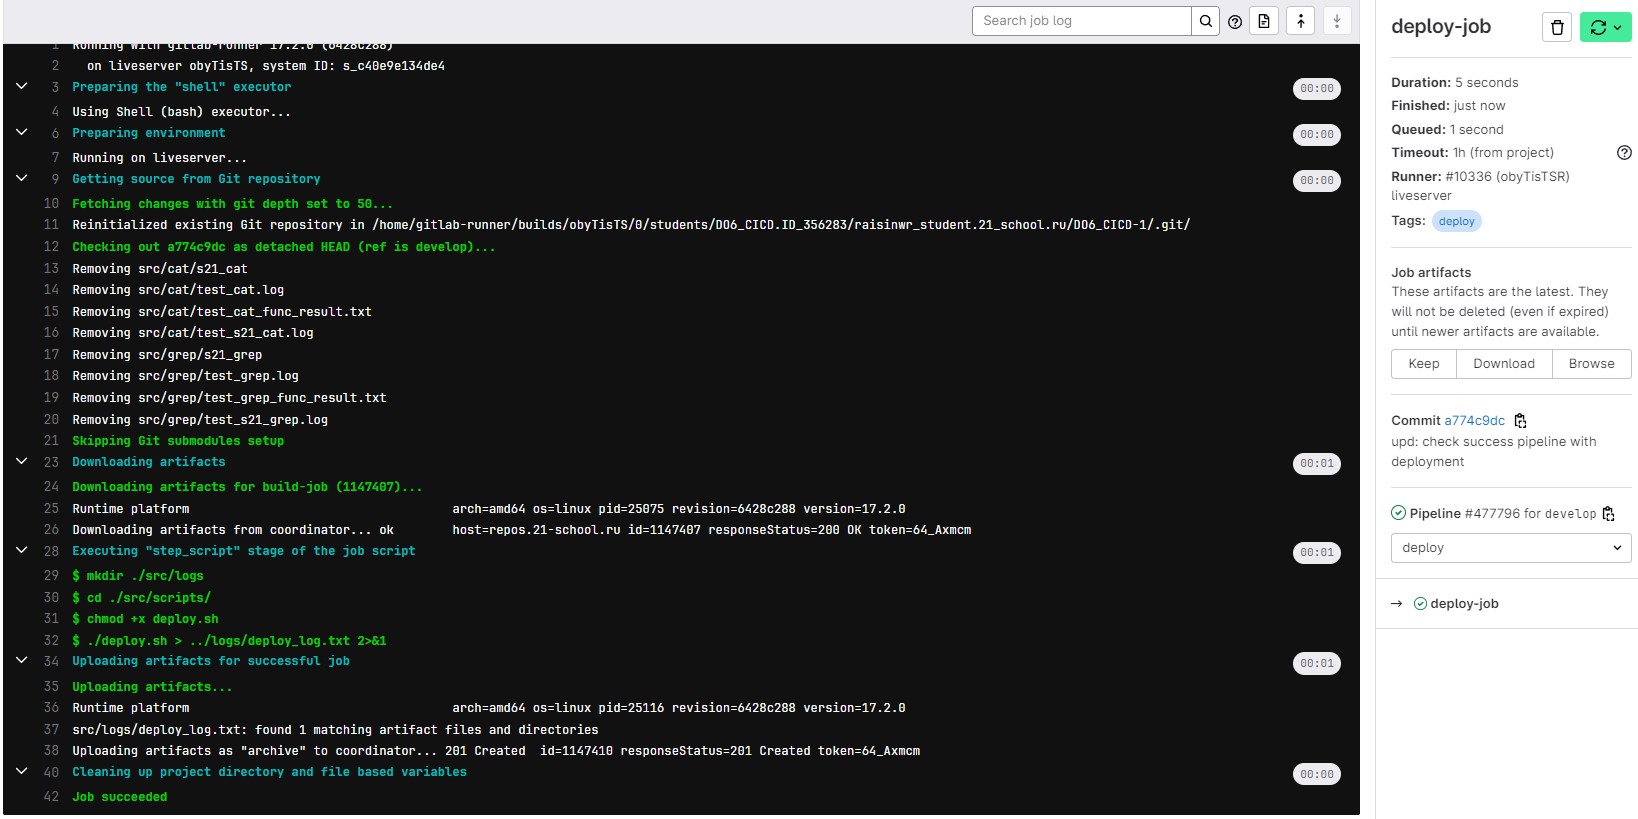 Search job log
1 Running with gitlab-runner 17.2.0 (6428c288)
2 on liveserver obyTisTS, system ID: s_c40e9e134de4
3 Preparing the "shell" executor 00:00
4 Using Shell (bash) executor...
6 Preparing environment 00:00
7 Running on liveserver...
9 Getting source from Git repository 00:00
10 Fetching changes with git depth set to 50...
11 Reinitialized existing Git repository in /home/gitlab-runner/builds/obyTisTS/0/students/DO6_CICD.ID_356283/raisinwr_student.21_school.ru/DO6_CICD-1/.git/
12 Checking out a774c9dc as detached HEAD (ref is develop)...
13 Removing src/cat/s21_cat
14 Removing src/cat/test_cat.log
15 Removing src/cat/test_cat_func_result.txt
16 Removing src/cat/test_s21_cat.log
17 Removing src/grep/s21_grep
18 Removing src/grep/test_grep.log
19 Removing src/grep/test_grep_func_result.txt
20 Removing src/grep/test_s21_grep.log
21 Skipping Git submodules setup
23 Downloading artifacts 00:01
24 Downloading artifacts for build-job (1147407)...
25 Runtime platform arch=amd64 os=linux pid=25075 revision=6428c288 version=17.2.0
26 Downloading artifacts from coordinator... ok host=repos.21-school.ru id=1147407 responseStatus=200 OK token=64_Axmcm
28 Executing "step_script" stage of the job script 00:01
29 $ mkdir ./src/logs
30 $ cd ./src/scripts/
31 $ chmod +x deploy.sh
32 $ ./deploy.sh > ../logs/deploy_log.txt 2>&1
34 Uploading artifacts for successful job 00:01
35 Uploading artifacts...
36 Runtime platform arch=amd64 os=linux pid=25116 revision=6428c288 version=17.2.0
37 src/logs/deploy_log.txt: found 1 matching artifact files and directories
38 Uploading artifacts as "archive" to coordinator... 201 Created id=1147410 responseStatus=201 Created token=64_Axmcm
40 Cleaning up project directory and file based variables 00:00
42 Job succeeded
deploy-job
Duration: 5 seconds
Finished: just now
Queued: 1 second
Timeout: 1h (from project)
Runner: #10336 (obyTisTSR)
liveserver
Tags: deploy
Job artifacts
These artifacts are the latest. They
will not be deleted (even if expired)
until newer artifacts are available.
Keep Download Browse
Commit a774c9dc
upd: check success pipeline with
deployment
Pipeline #477796 for develop
deploy
→ deploy-job